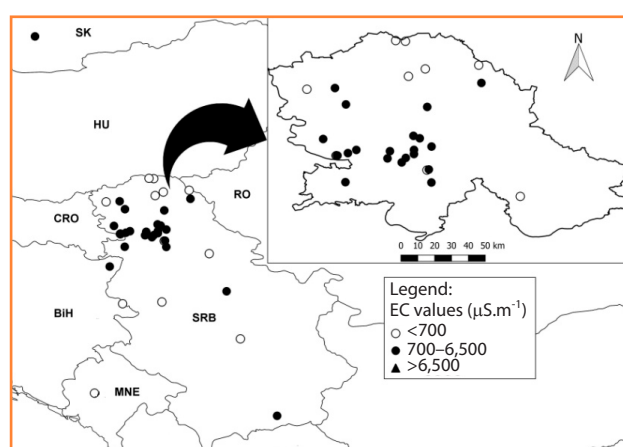 SK
HU
RO
CRO
BiH
SRB
MNE
N
0 10 20 30 40 50 km
Legend:
EC values (µS.m⁻¹)
<700
700–6,500
>6,500